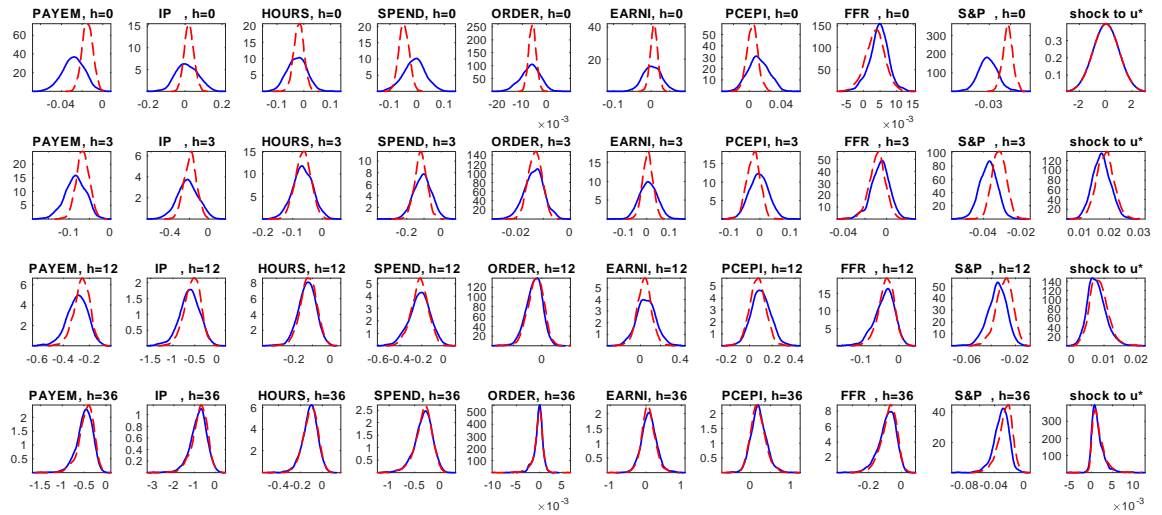 PAYEM, h=0 IP , h=0 HOURS, h=0 SPEND, h=0 ORDER, h=0 EARNI, h=0 PCEPI, h=0 FFR , h=0 S&P , h=0 shock to u*
60 40 20
15 10 5
20 15 10 5
20 15 10 5
250 200 150 100 50
40 20
50 40 30 20 10
150 100 50
300 200 100
0.3 0.2 0.1
-0.04 0 -0.2 0 0.2 -0.1 0 0.1 -0.1 0 0.1 -20 -10 0 10 -0.1 0 0 0.04 -5 0 5 10 15 -0.03 -2 0 2
×10⁻³ ×10⁻³
PAYEM, h=3 IP , h=3 HOURS, h=3 SPEND, h=3 ORDER, h=3 EARNI, h=3 PCEPI, h=3 FFR , h=3 S&P , h=3 shock to u*
20 15 10 5
6 4 2
15 10 5
10 8 6 4 2
140 120 100 80 60 40 20
15 10 5
15 10 5
50 40 30 20 10
100 80 60 40 20
120 100 80 60 40 20
-0.1 0 -0.4 0 -0.2 -0.1 0 -0.2 0 -0.02 0 -0.1 0 0.1 -0.1 0 0.1 -0.04 0 -0.04 -0.02 0.01 0.02 0.03
PAYEM, h=12 IP , h=12 HOURS, h=12 SPEND, h=12 ORDER, h=12 EARNI, h=12 PCEPI, h=12 FFR , h=12 S&P , h=12 shock to u*
6 4 2
2 1.5 1 0.5
8 6 4 2
5 4 3 2 1
120 100 80 60 40 20
5 4 3 2 1
5 4 3 2 1
15 10 5
50 40 30 20 10
140 120 100 80 60 40 20
-0.6 -0.4 -0.2 -1.5 -1 -0.5 0 -0.2 0 -0.6 -0.4 -0.2 0 0 0 0.4 -0.2 0 0.2 0.4 -0.1 0 -0.06 -0.02 0 0.01 0.02
PAYEM, h=36 IP , h=36 HOURS, h=36 SPEND, h=36 ORDER, h=36 EARNI, h=36 PCEPI, h=36 FFR , h=36 S&P , h=36 shock to u*
2 1.5 1 0.5
1 0.8 0.6 0.4 0.2
6 4 2
2.5 2 1.5 1 0.5
500 400 300 200 100
2 1.5 1 0.5
2 1.5 1 0.5
8 6 4 2
40 20
300 200 100
-1.5 -1 -0.5 0 -3 -2 -1 0 1 -0.4 -0.2 0 -1 -0.5 0 -10 -5 0 5 -1 0 1 0 1 -0.2 0 -0.08 -0.04 0 -5 0 5 10
×10⁻³ ×10⁻³